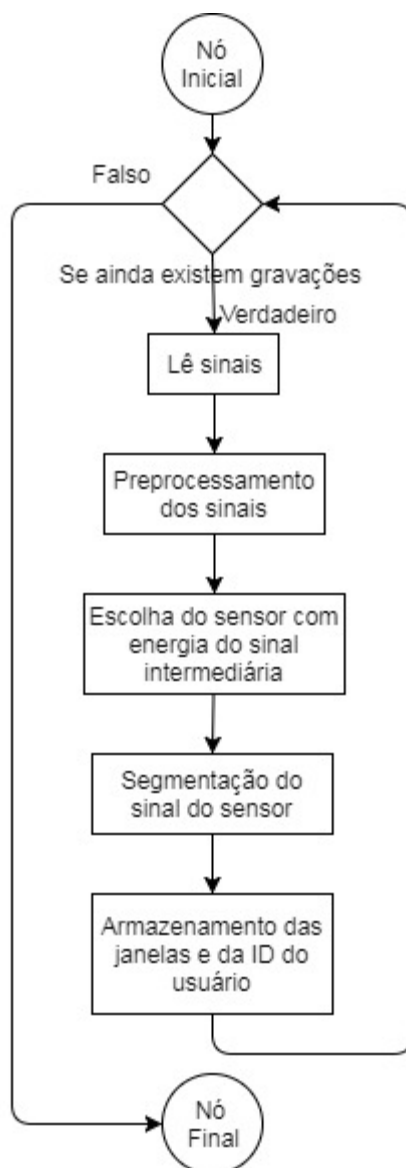 Nó
Inicial
Falso
Se ainda existem gravações
Verdadeiro
Lê sinais
Preprocessamento
dos sinais
Escolha do sensor com
energia do sinal
intermediária
Segmentação do
sinal do sensor
Armazenamento das
janelas e da ID do
usuário
Nó
Final